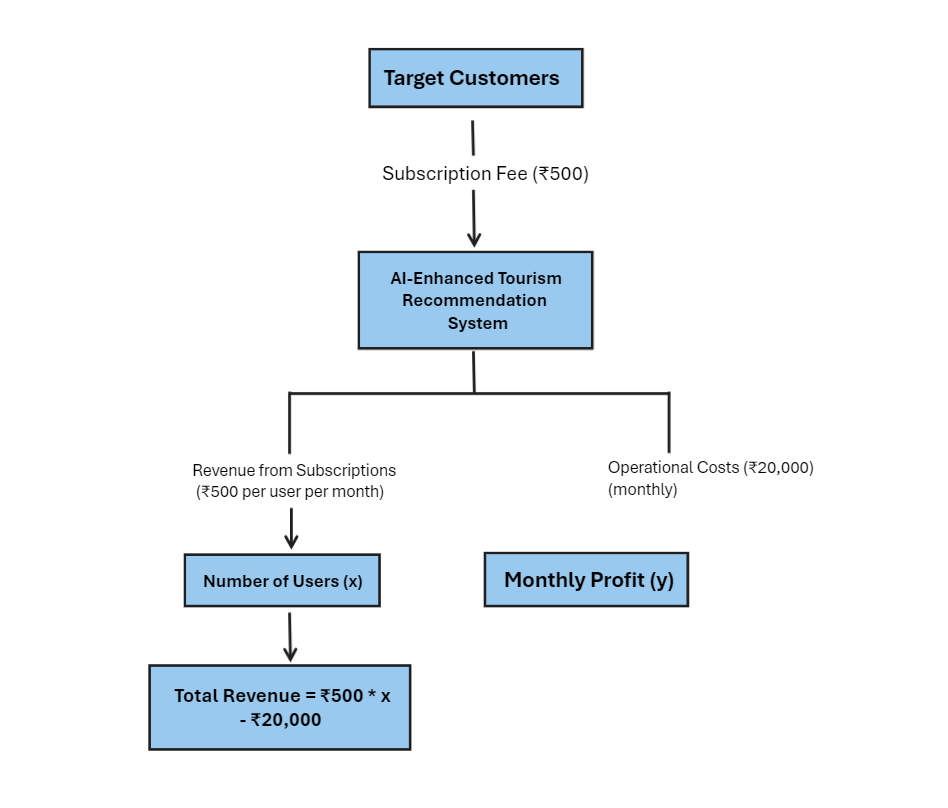 Target Customers
Subscription Fee (₹500)
AI-Enhanced Tourism
Recommendation
System
Revenue from Subscriptions
(₹500 per user per month)
Operational Costs (₹20,000)
(monthly)
Number of Users (x)
Monthly Profit (y)
Total Revenue = ₹500 * x
- ₹20,000